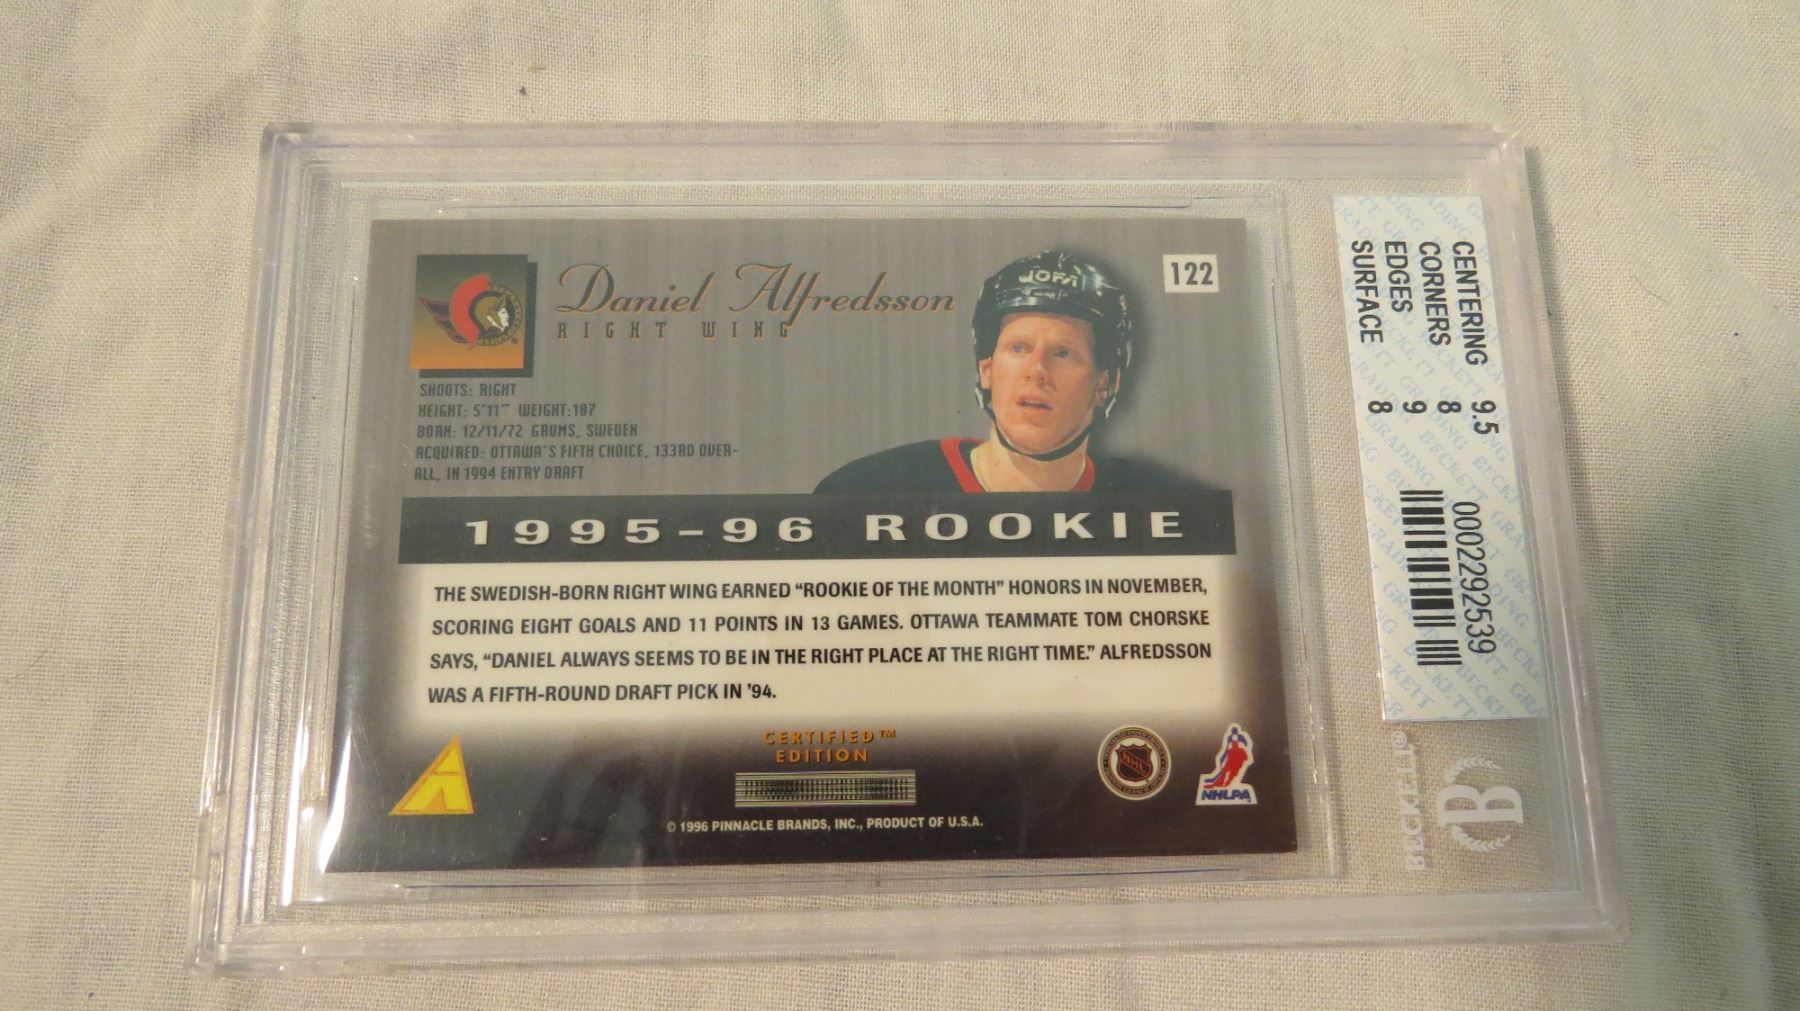 Daniel Alfredsson
RIGHT WING
122
JOFA
SHOOTS: RIGHT
HEIGHT: 5'11" WEIGHT:187
BORN: 12/11/72 GRUMS, SWEDEN
ACQUIRED: OTTAWA'S FIFTH CHOICE, 133RD OVER-
ALL, IN 1994 ENTRY DRAFT
1995-96 ROOKIE
THE SWEDISH-BORN RIGHT WING EARNED “ROOKIE OF THE MONTH” HONORS IN NOVEMBER,
SCORING EIGHT GOALS AND 11 POINTS IN 13 GAMES. OTTAWA TEAMMATE TOM CHORSKE
SAYS, “DANIEL ALWAYS SEEMS TO BE IN THE RIGHT PLACE AT THE RIGHT TIME.” ALFREDSSON
WAS A FIFTH-ROUND DRAFT PICK IN '94.
CERTIFIED™
EDITION
NHL
NHLPA
© 1996 PINNACLE BRANDS, INC., PRODUCT OF U.S.A.
CENTERING 9.5
CORNERS 8
EDGES 9
SURFACE 8
0002925539
BECKETT®
B